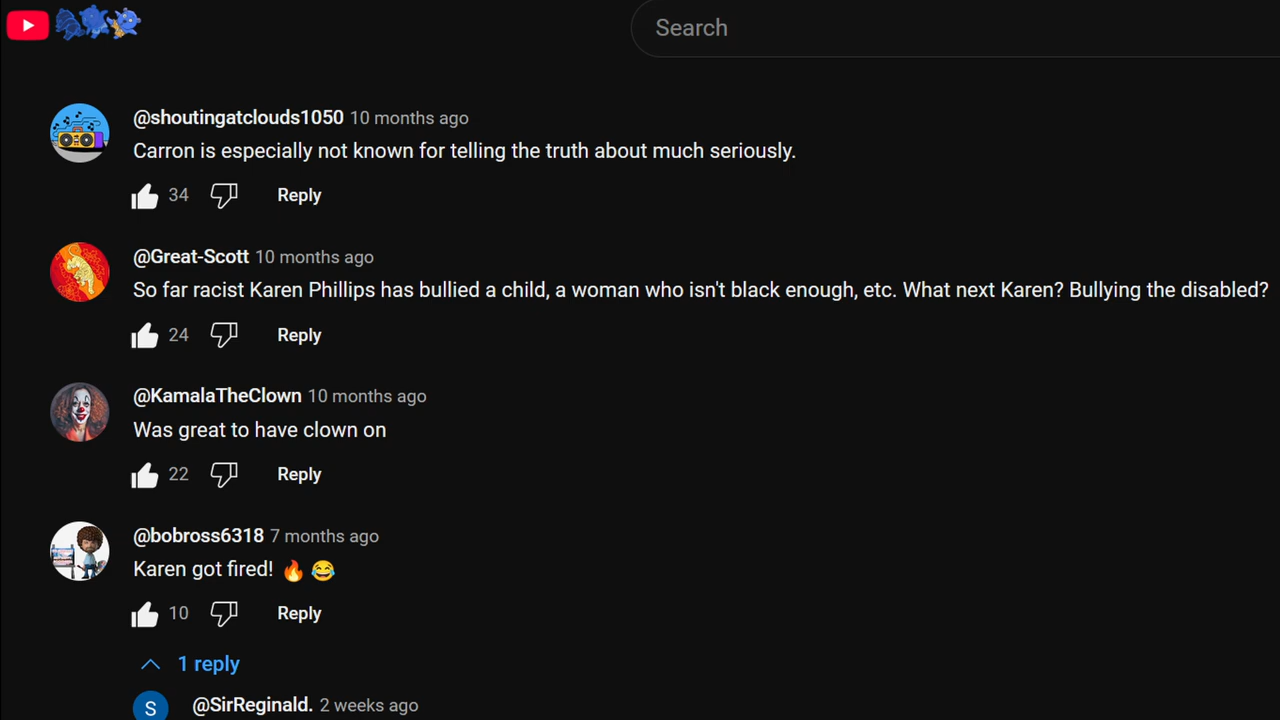 Search
@shoutingatclouds1050 10 months ago
Carron is especially not known for telling the truth about much seriously.
34 Reply
@Great-Scott 10 months ago
So far racist Karen Phillips has bullied a child, a woman who isn't black enough, etc. What next Karen? Bullying the disabled?
24 Reply
@KamalaTheClown 10 months ago
Was great to have clown on
22 Reply
@bobross6318 7 months ago
Karen got fired! 🔥 😂
10 Reply
1 reply
S @SirReginald. 2 weeks ago